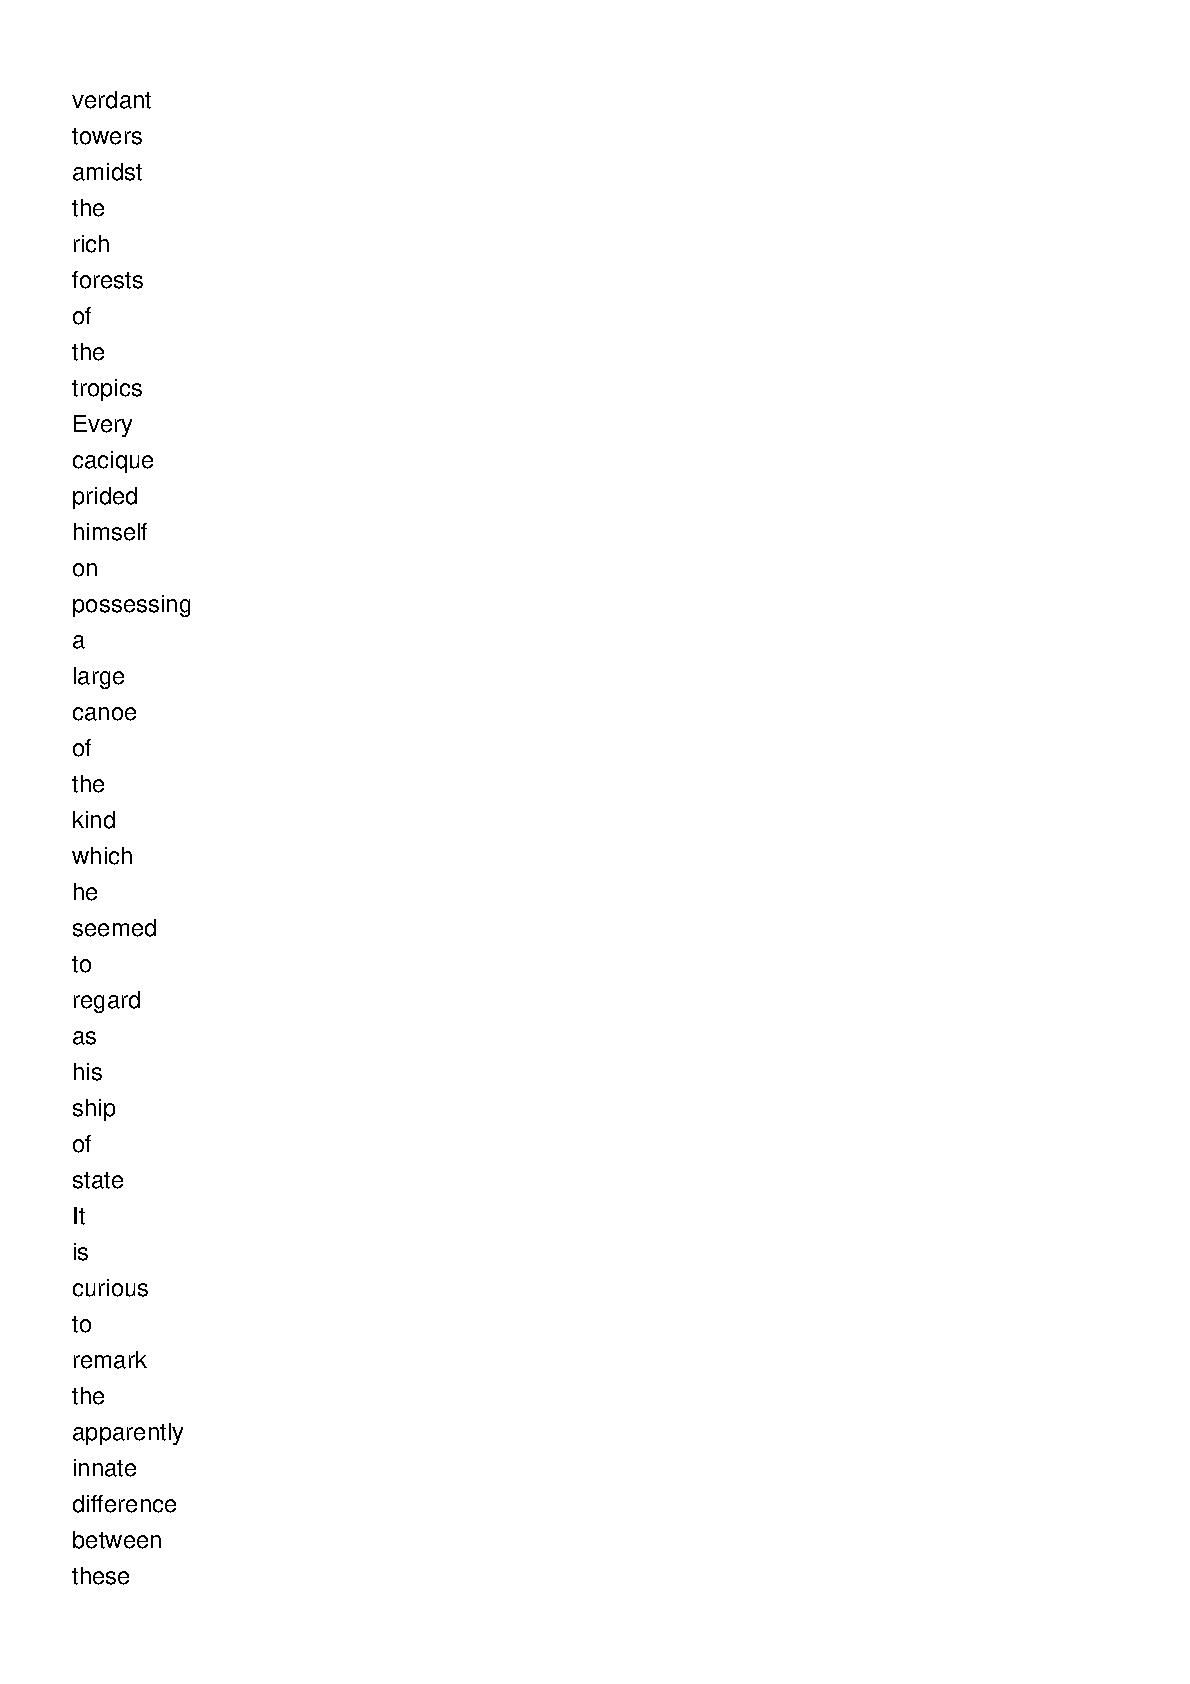 verdant
towers
amidst
the
rich
forests
of
the
tropics
Every
cacique
prided
himself
on
possessing
a
large
canoe
of
the
kind
which
he
seemed
to
regard
as
his
ship
of
state
It
is
curious
to
remark
the
apparently
innate
difference
between
these